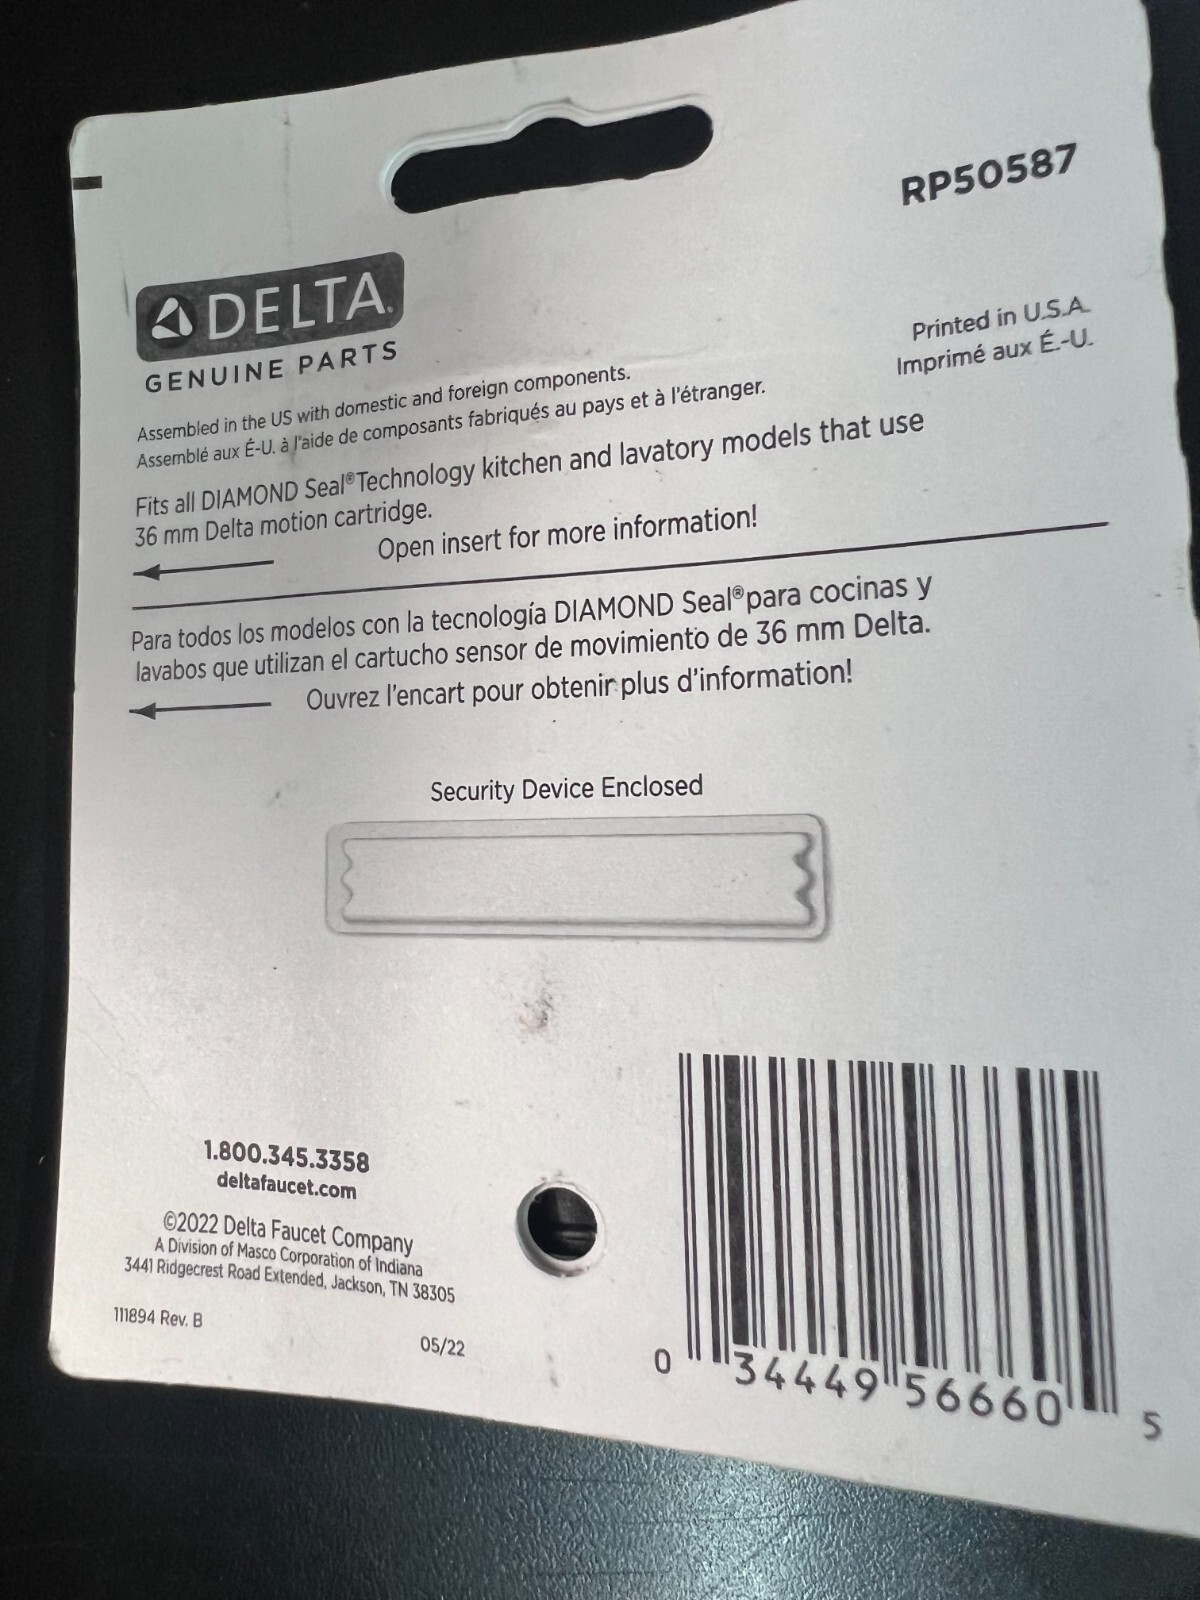 RP50587
DELTA
GENUINE PARTS
Printed in U.S.A.
Imprimé aux É.-U.
Assembled in the US with domestic and foreign components.
Assemblé aux É-U. à l'aide de composants fabriqués au pays et à l'étranger.
Fits all DIAMOND Seal® Technology kitchen and lavatory models that use
36 mm Delta motion cartridge.
Open insert for more information!
Para todos los modelos con la tecnología DIAMOND Seal® para cocinas y
lavabos que utilizan el cartucho sensor de movimiento de 36 mm Delta.
Ouvrez l'encart pour obtenir plus d'information!
Security Device Enclosed
1.800.345.3358
deltafaucet.com
©2022 Delta Faucet Company
A Division of Masco Corporation of Indiana
3441 Ridgecrest Road Extended, Jackson, TN 38305
111894 Rev. B
05/22
0 34449 56660 5